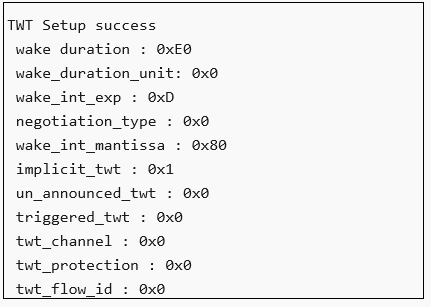 TWT Setup success
wake duration : 0xE0
wake_duration_unit: 0x0
wake_int_exp : 0xD
negotiation_type : 0x0
wake_int_mantissa : 0x80
implicit_twt : 0x1
un_announced_twt : 0x0
triggered_twt : 0x0
twt_channel : 0x0
twt_protection : 0x0
twt_flow_id : 0x0